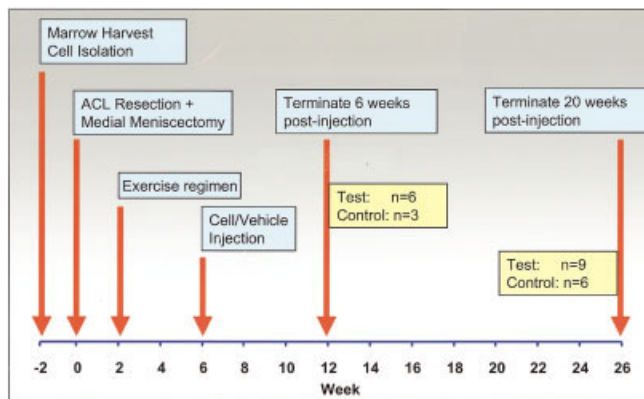 Marrow Harvest
Cell Isolation
ACL Resection +
Medial Meniscectomy
Terminate 6 weeks
post-injection
Terminate 20 weeks
post-injection
Exercise regimen
Test: n=6
Control: n=3
Cell/Vehicle
Injection
Test: n=9
Control: n=6
-2 0 2 4 6 8 10 12 14 16 18 20 22 24 26
Week